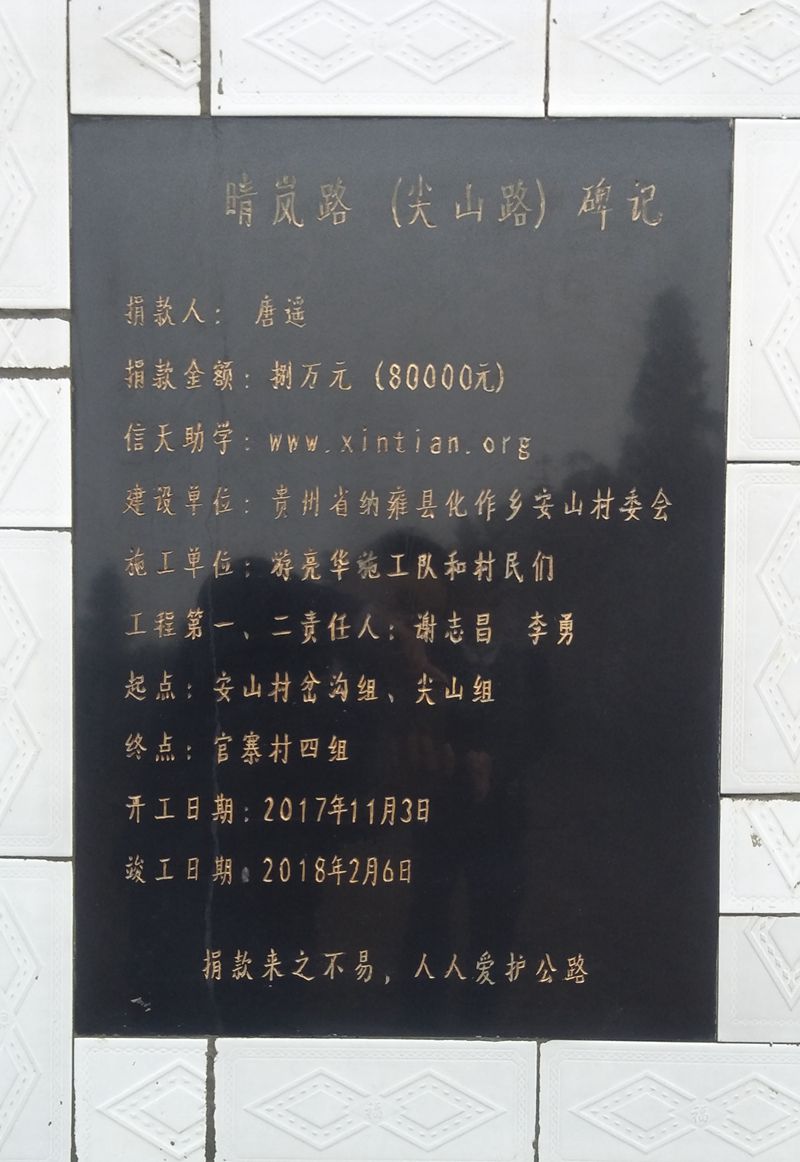 晴岚路（尖山路）碑记
捐款人：唐遥
捐款金额：捌万元（80000元）
信天助学：www.xintian.org
建设单位：贵州省纳雍县化作乡安山村委会
施工单位：游亮华施工队和村民们
工程第一、二责任人：谢志昌 李勇
起点：安山村岔沟组、尖山组
终点：官寨村四组
开工日期：2017年11月3日
竣工日期：2018年2月6日
捐款来之不易，人人爱护公路